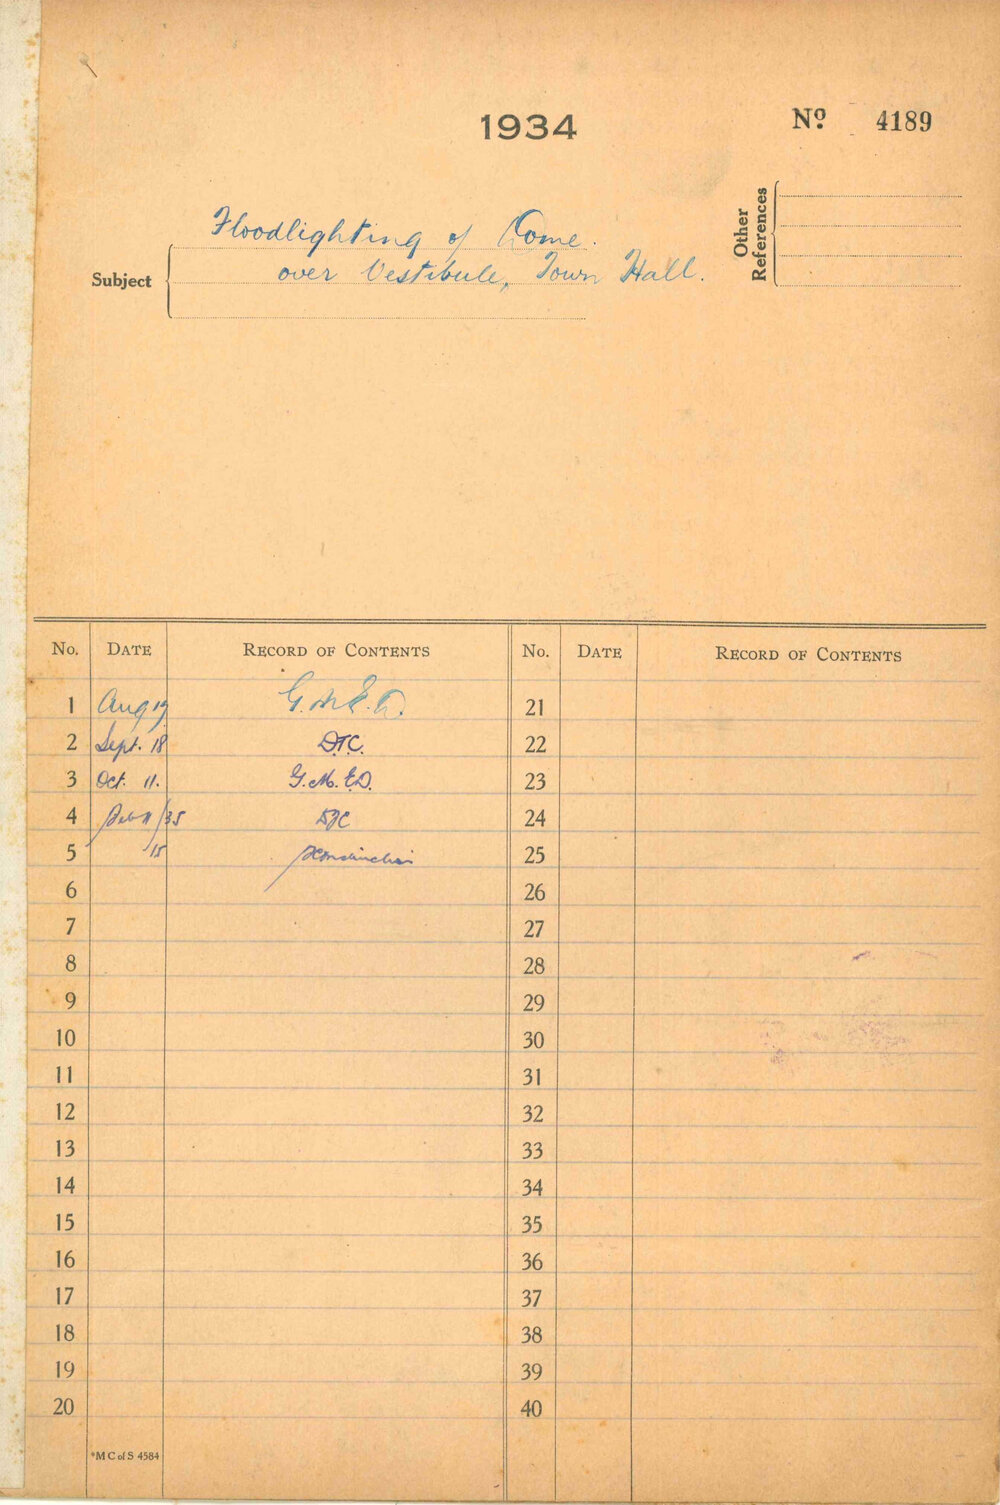 1934
No. 4189
Other
References
Floodlighting of Dome.
Subject
over Vestibule, Town Hall.
No. DATE RECORD OF CONTENTS No. DATE RECORD OF CONTENTS
1 Aug 17 G.M.E.D. 21
2 Sept. 18 D.T.C. 22
3 Oct. 11. G.M.E.D. 23
4 Feb 11/35 DTC 24
5 15 25
6 26
7 27
8 28
9 29
10 30
11 31
12 32
13 33
14 34
15 35
16 36
17 37
18 38
19 39
20 40
*M C of S 4584